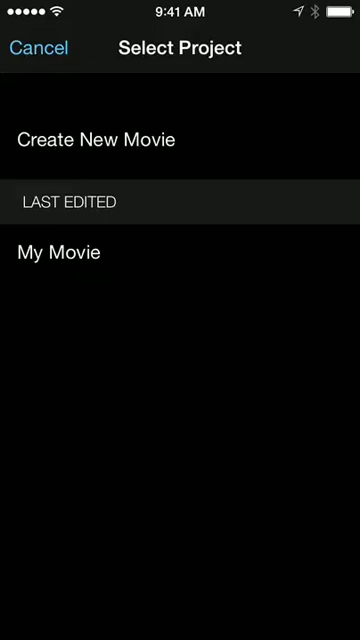 9:41 AM
Cancel
Select Project
Create New Movie
LAST EDITED
My Movie